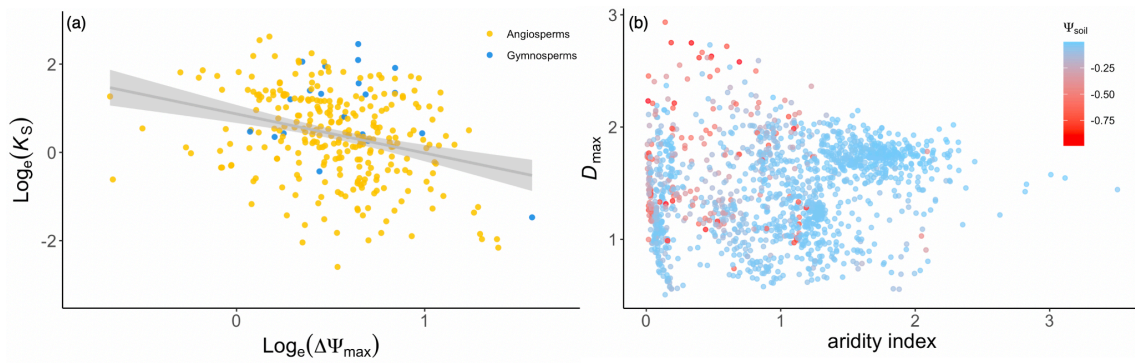 (a)
Angiosperms
Gymnosperms
2
0
-2
Logₑ(K_S)
0
1
Logₑ(ΔΨmax)
(b)
3
2
1
Dmax
Ψsoil
-0.25
-0.50
-0.75
0
1
2
3
aridity index